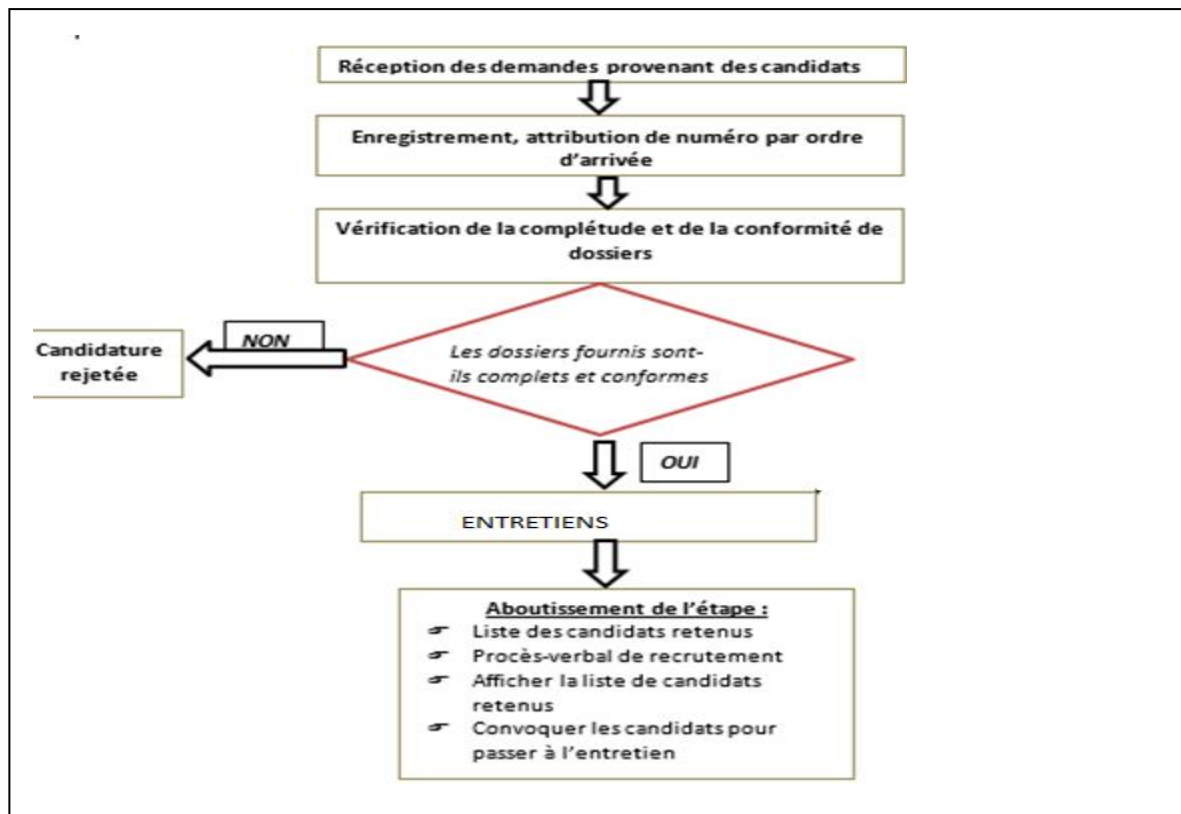 Réception des demandes provenant des candidats
Enregistrement, attribution de numéro par ordre
d'arrivée
Vérification de la complétude et de la conformité de
dossiers
NON
Candidature
rejetée
Les dossiers fournis sont-
ils complets et conformes
OUI
ENTRETIENS
Aboutissement de l'étape :
☞ Liste des candidats retenus
☞ Procès-verbal de recrutement
☞ Afficher la liste de candidats
retenus
☞ Convoquer les candidats pour
passer à l'entretien